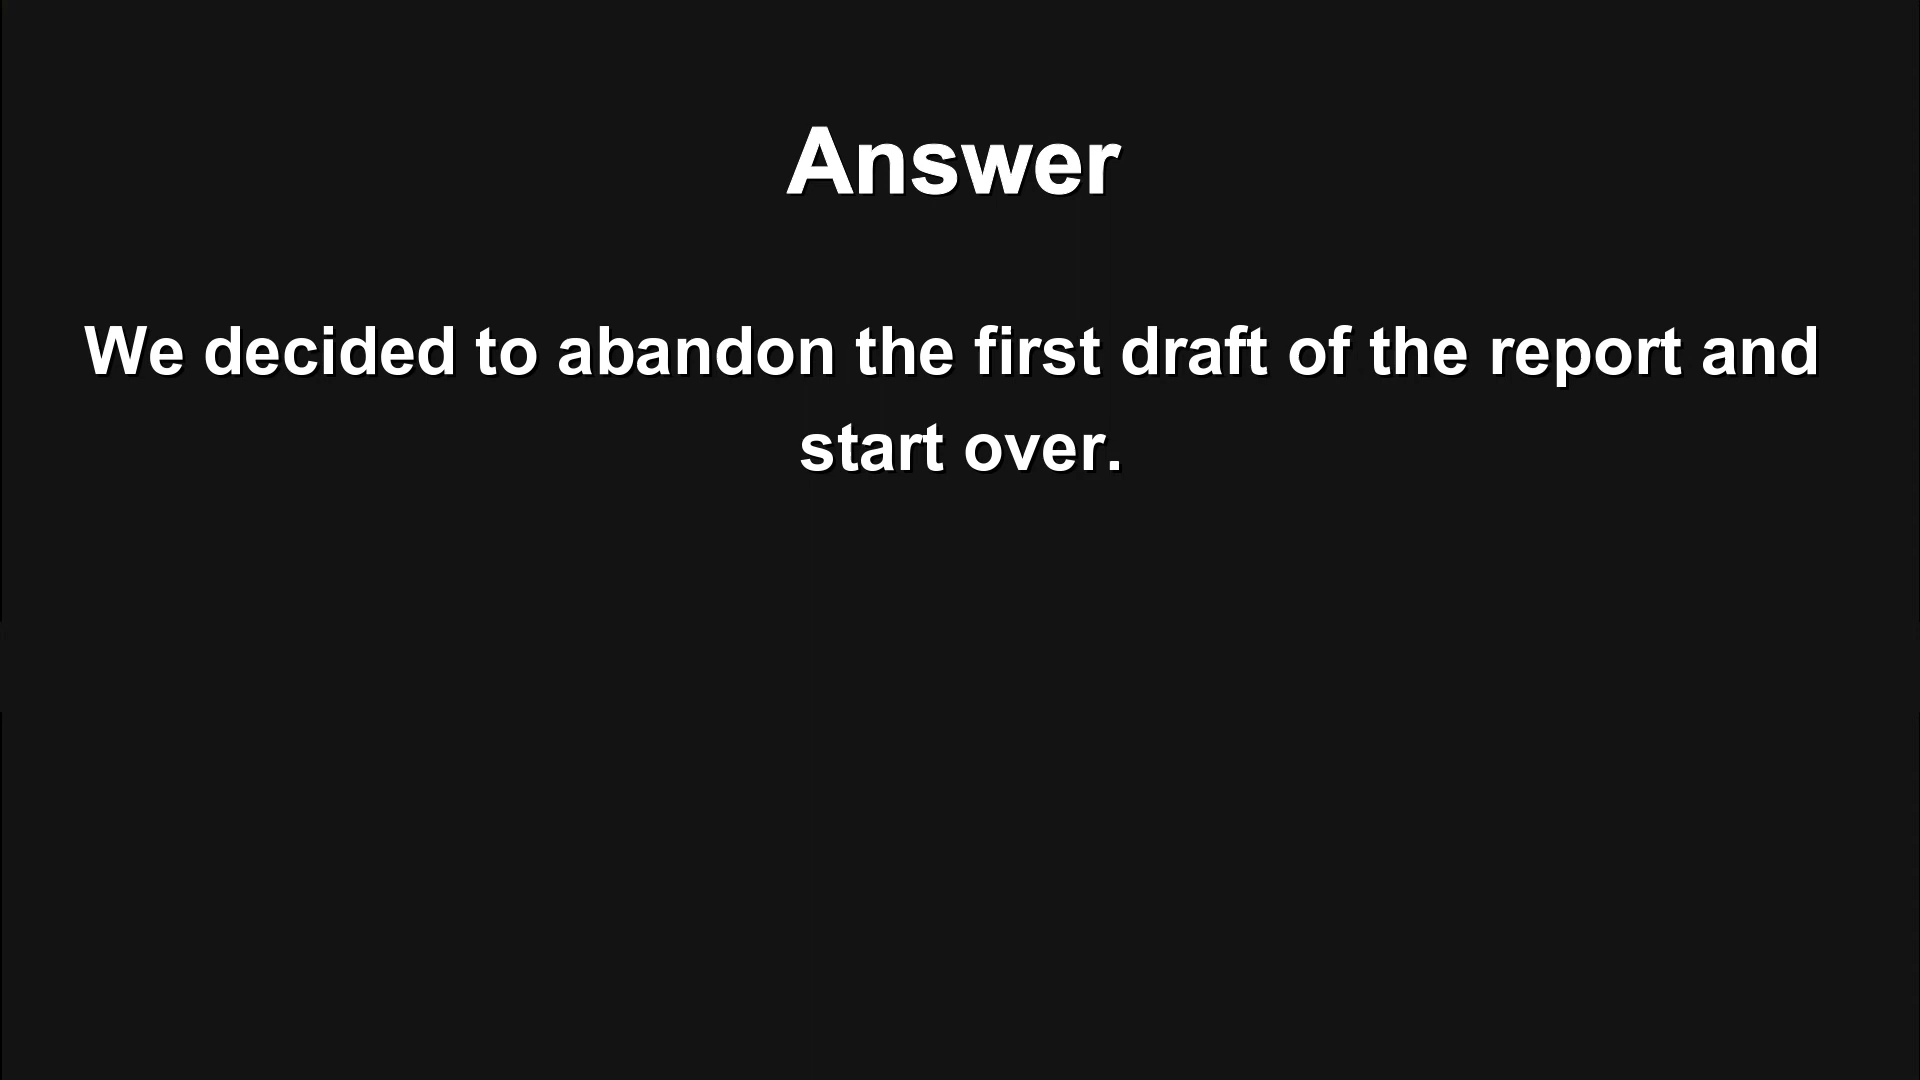 Answer
We decided to abandon the first draft of the report and
start over.